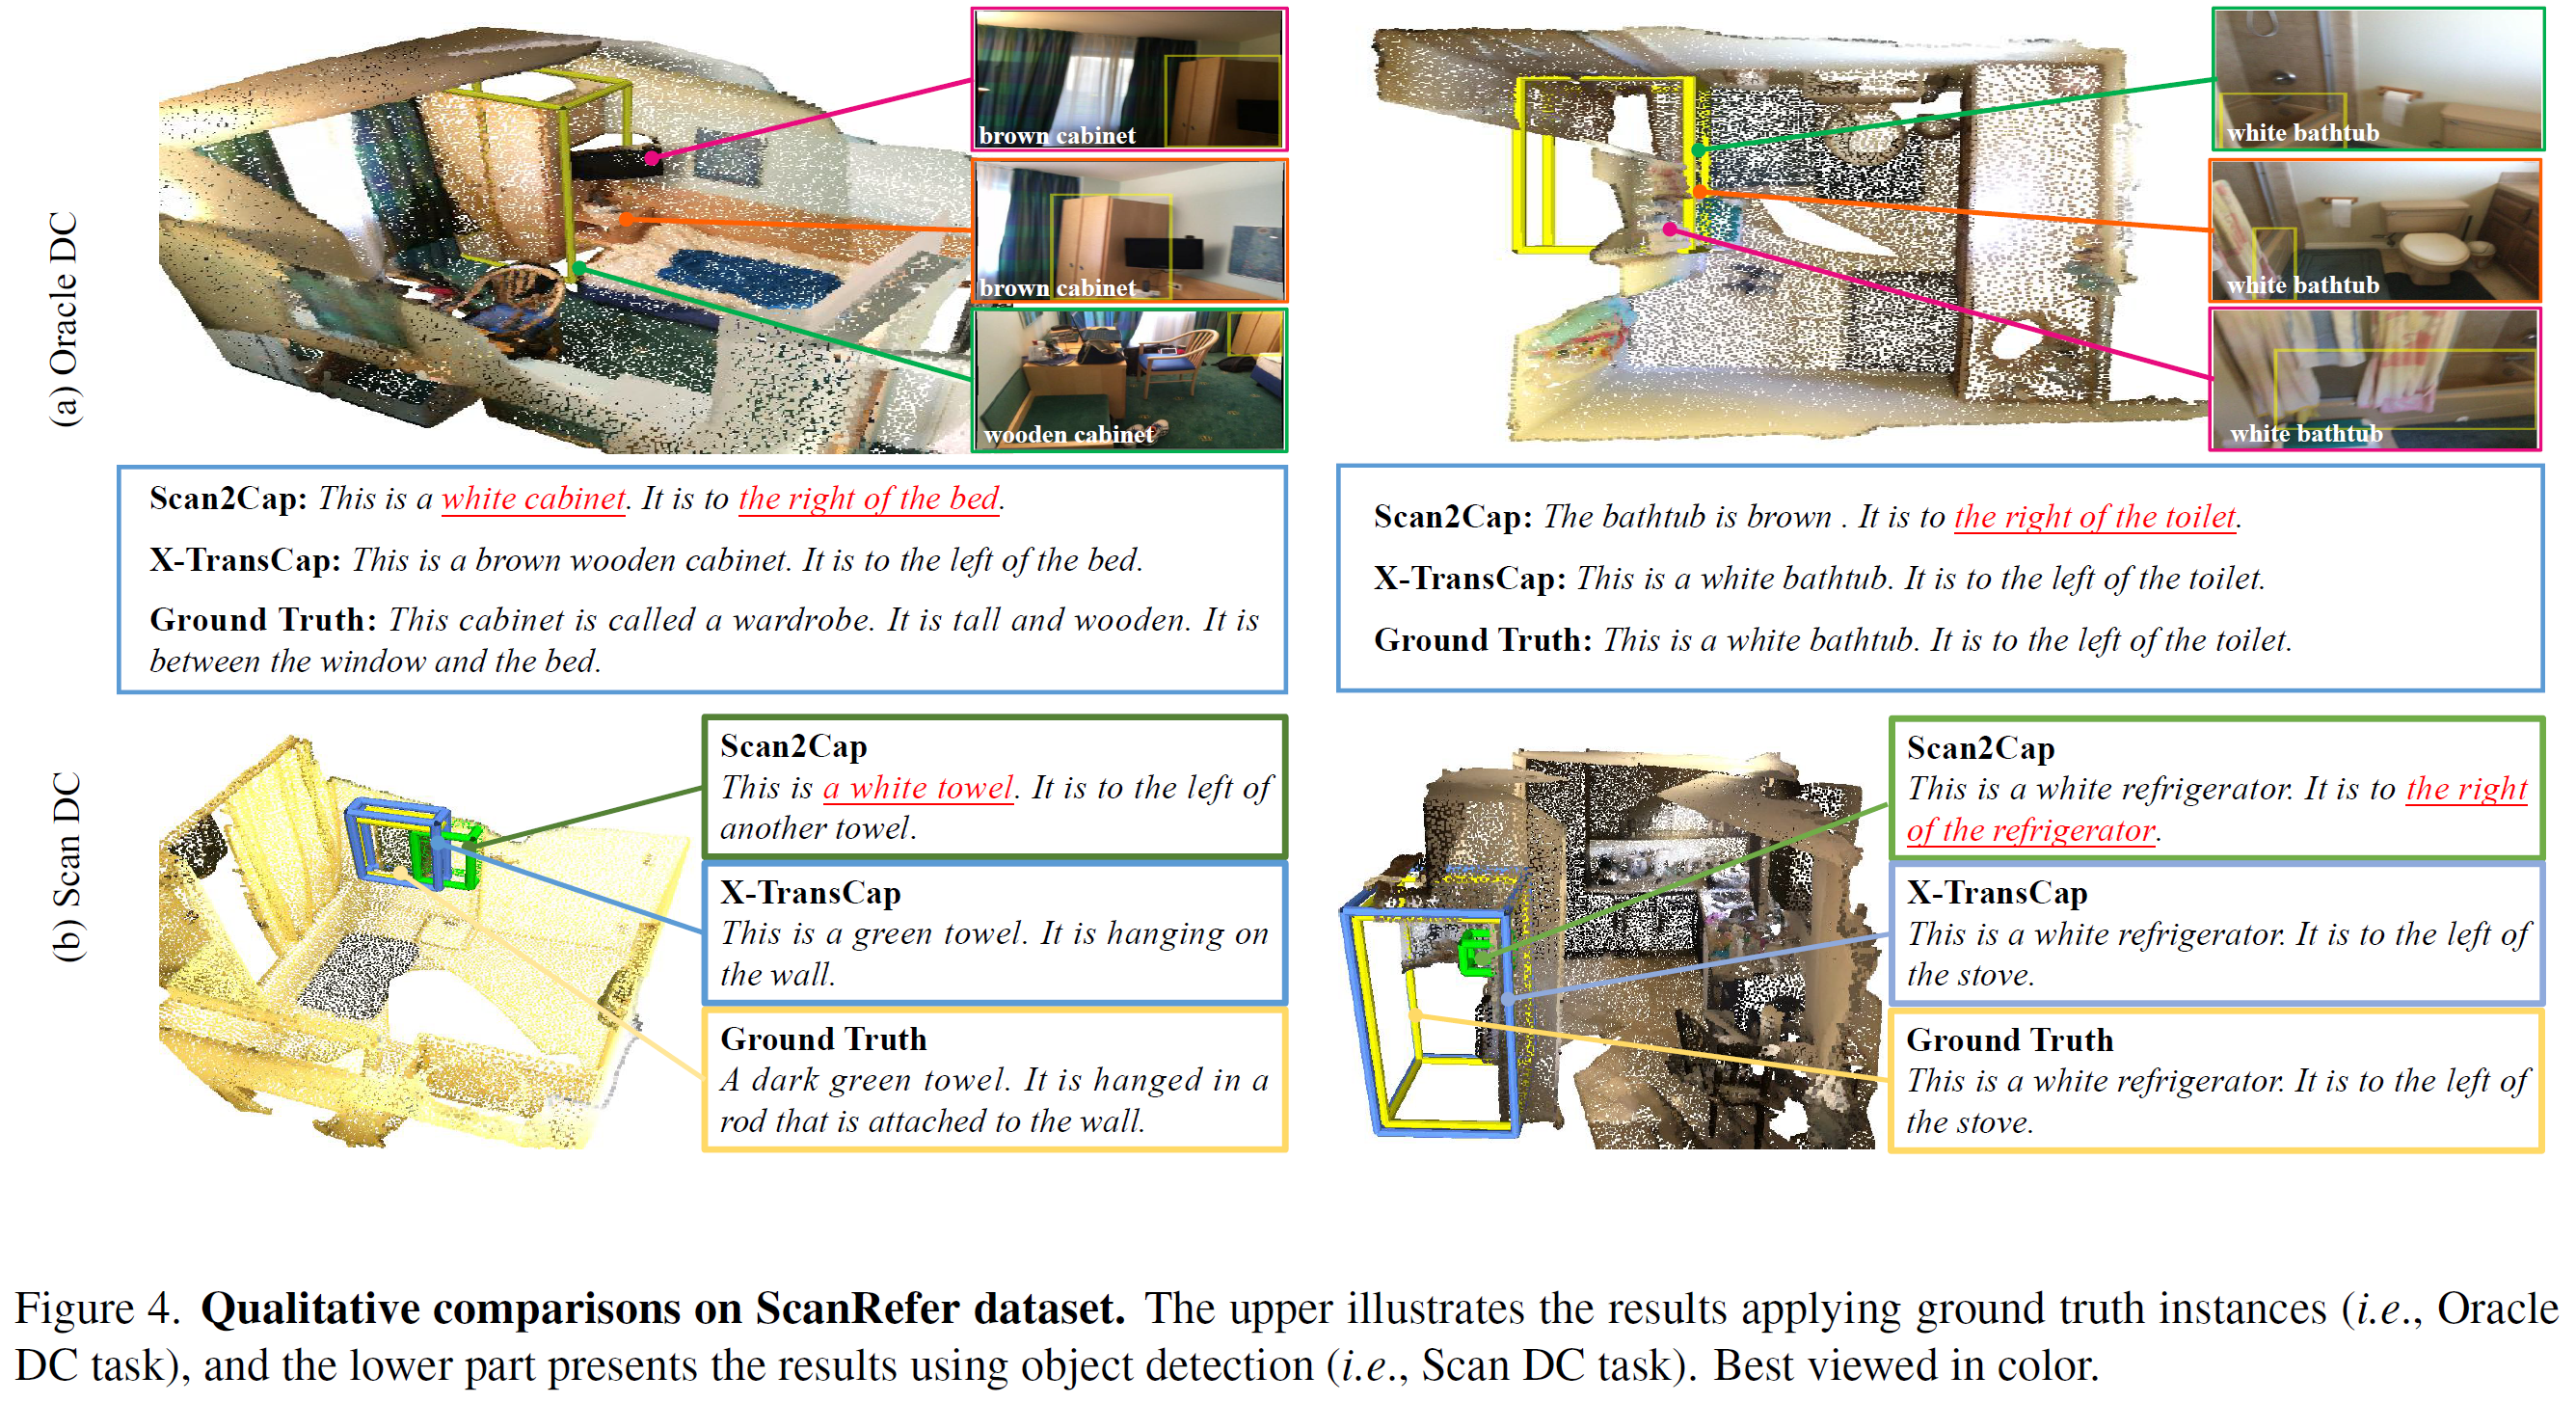 (a) Oracle DC
brown cabinet
brown cabinet
wooden cabinet
white bathtub
white bathtub
white bathtub
Scan2Cap: This is a white cabinet. It is to the right of the bed.
X-TransCap: This is a brown wooden cabinet. It is to the left of the bed.
Ground Truth: This cabinet is called a wardrobe. It is tall and wooden. It is
between the window and the bed.
Scan2Cap: The bathtub is brown . It is to the right of the toilet.
X-TransCap: This is a white bathtub. It is to the left of the toilet.
Ground Truth: This is a white bathtub. It is to the left of the toilet.
(b) Scan DC
Scan2Cap
This is a white towel. It is to the left of
another towel.
X-TransCap
This is a green towel. It is hanging on
the wall.
Ground Truth
A dark green towel. It is hanged in a
rod that is attached to the wall.
Scan2Cap
This is a white refrigerator. It is to the right
of the refrigerator.
X-TransCap
This is a white refrigerator. It is to the left of
the stove.
Ground Truth
This is a white refrigerator. It is to the left of
the stove.
Figure 4. Qualitative comparisons on ScanRefer dataset. The upper illustrates the results applying ground truth instances (i.e., Oracle
DC task), and the lower part presents the results using object detection (i.e., Scan DC task). Best viewed in color.